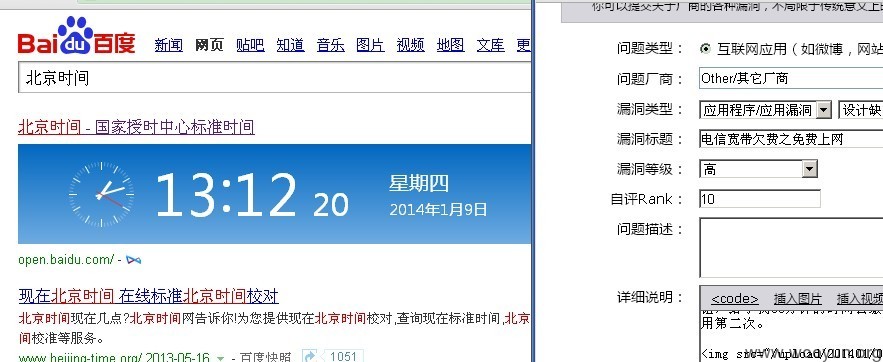 Baidu百度 新闻 网页 贴吧 知道 音乐 图片 视频 地图 文库
北京时间
北京时间 - 国家授时中心标准时间
13:12 20
星期四
2014年1月9日
open.baidu.com/ -
现在北京时间 在线标准北京时间校对
北京时间现在几点?北京时间网告诉你!为您提供现在北京时间校对,查询现在标准时间,北京
间校准等服务。
www.beijing-time.org/ 2013-05-16 - 百度快照 1051
你可以提交关于厂商的各种漏洞，不局限于传统意义上
问题类型： 互联网应用（如微博，网站
问题厂商： Other/其它厂商
漏洞类型： 应用程序/应用漏洞 设计缺
漏洞标题： 电信宽带欠费之免费上网
漏洞等级： 高
自评Rank： 10
问题描述：
详细说明： <code> 插入图片 插入视频
用第二次。
<img src="/upload/201401/0